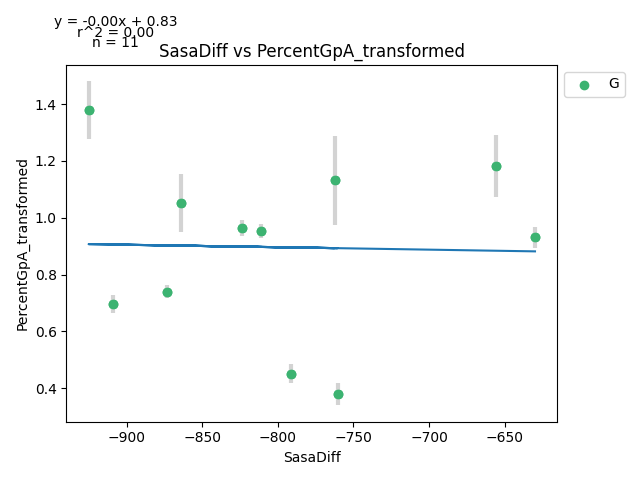 y = -0.00x + 0.83
r^2 = 0.00
n = 11
SasaDiff vs PercentGpA_transformed
G
PercentGpA_transformed
1.4
1.2
1.0
0.8
0.6
0.4
−900
−850
−800
−750
−700
−650
SasaDiff